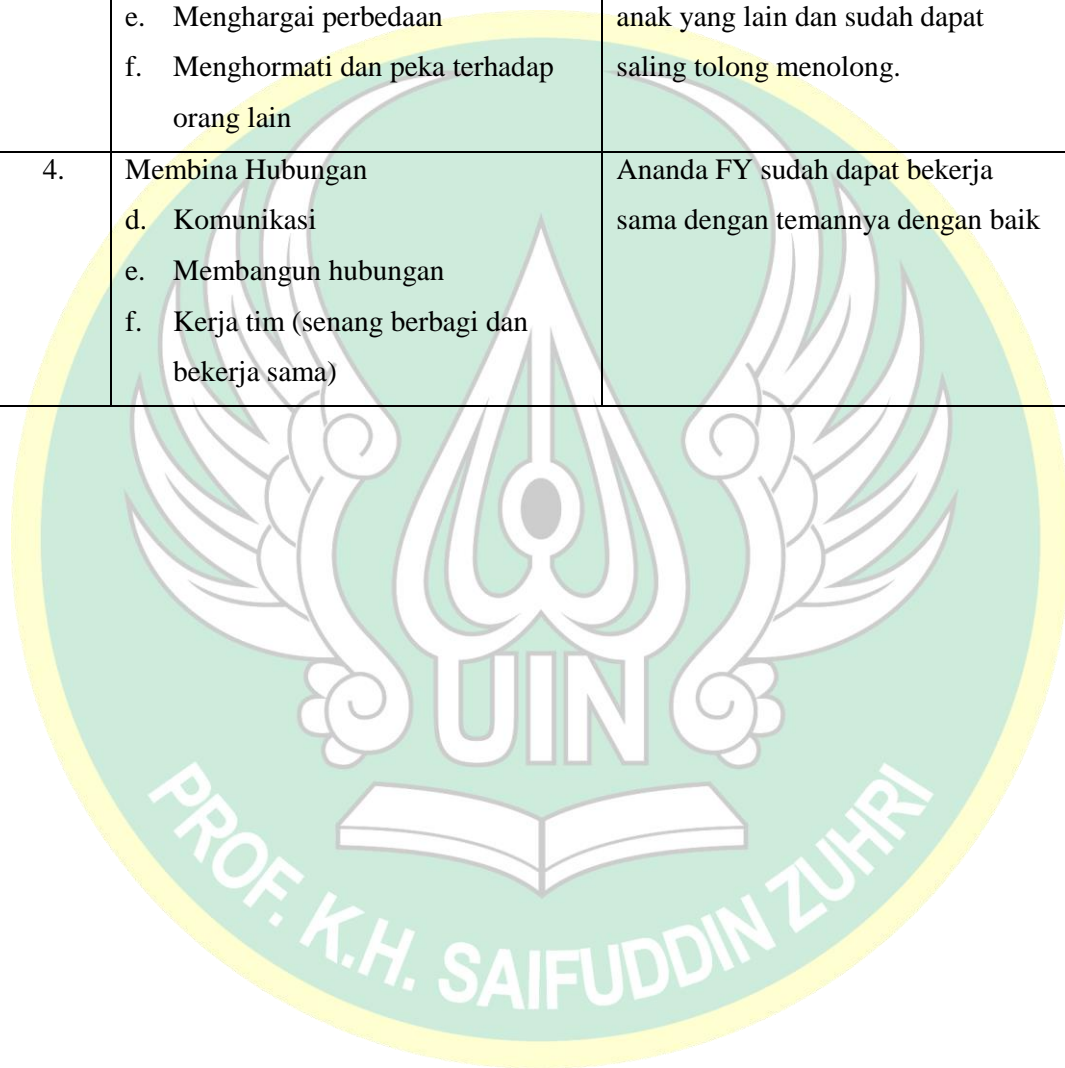 e. Menghargai perbedaan
f. Menghormati dan peka terhadap
orang lain
anak yang lain dan sudah dapat
saling tolong menolong.
4.
Membina Hubungan
d. Komunikasi
e. Membangun hubungan
f. Kerja tim (senang berbagi dan
bekerja sama)
Ananda FY sudah dapat bekerja
sama dengan temannya dengan baik
UIN
PROF. K.H. SAIFUDDIN ZUHRI